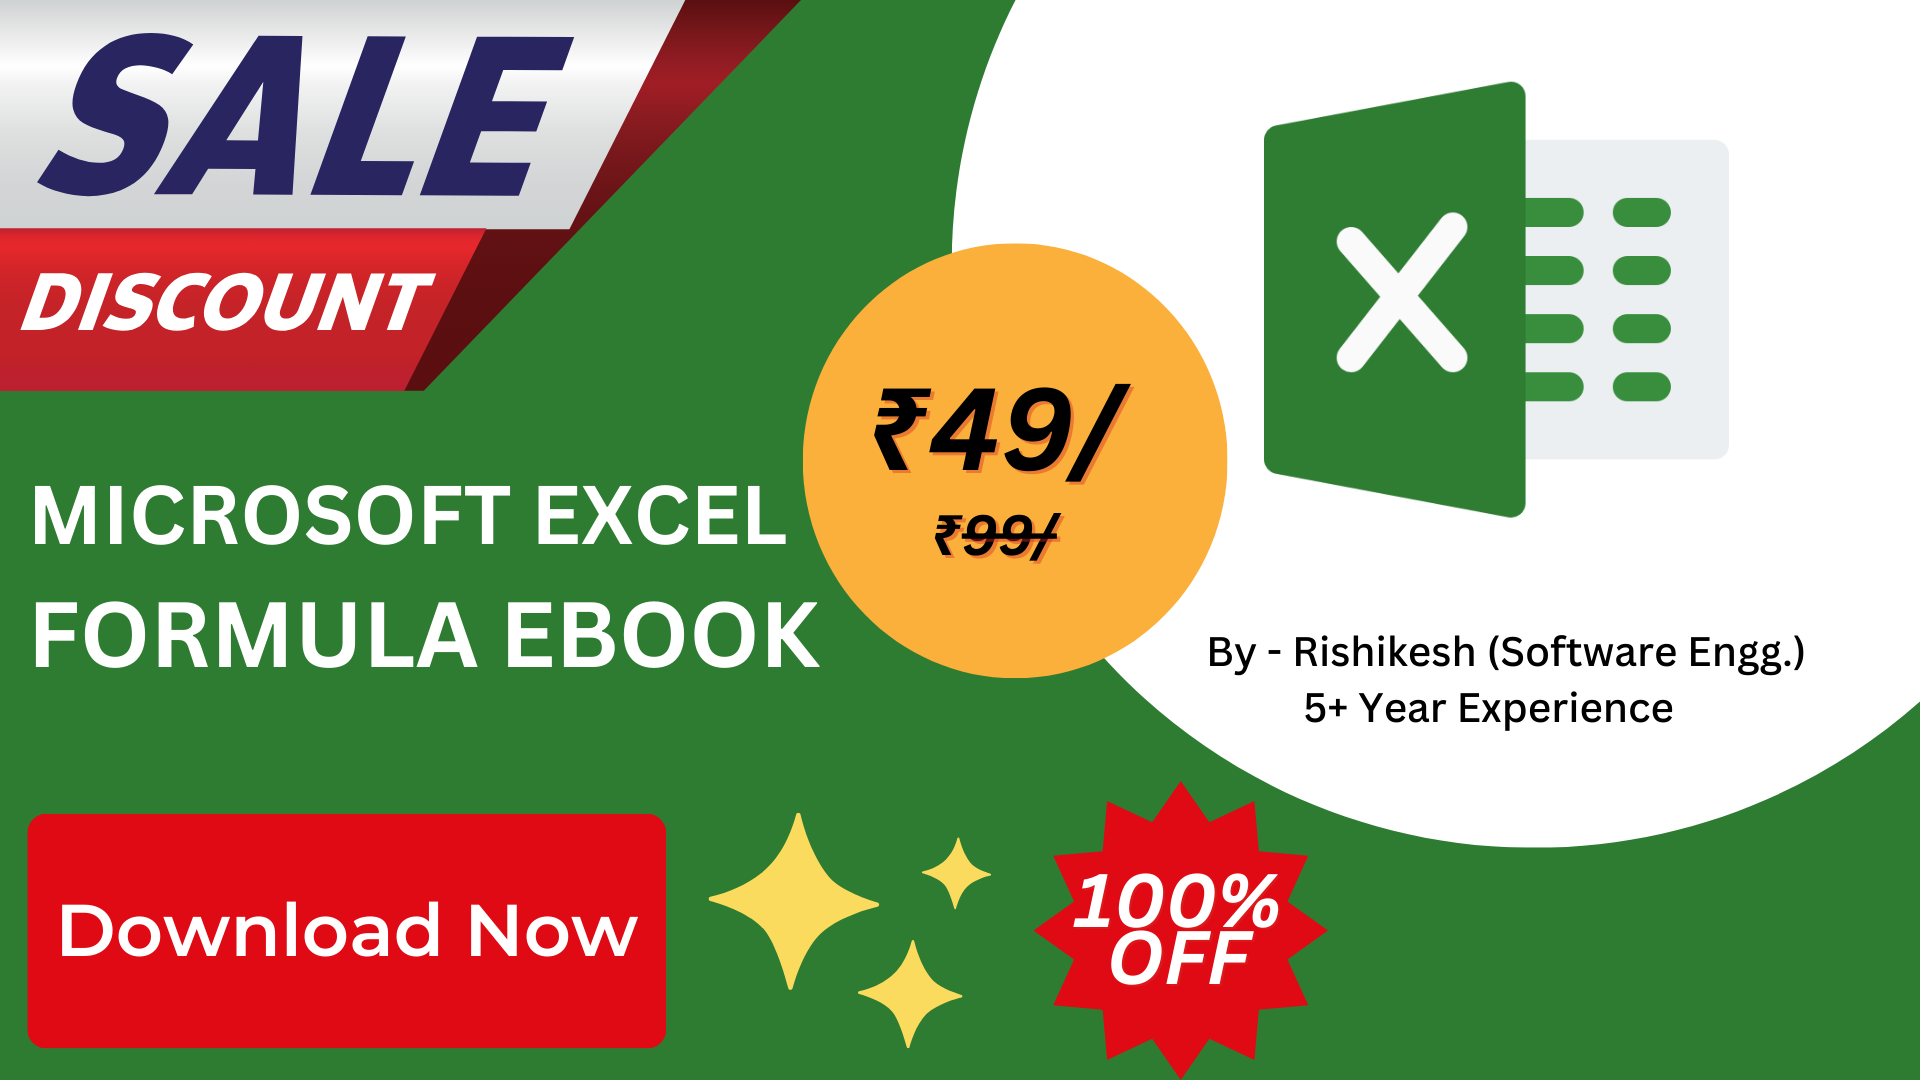 SALE
DISCOUNT
MICROSOFT EXCEL
FORMULA EBOOK
₹49/
₹99/
By - Rishikesh (Software Engg.)
5+ Year Experience
Download Now
100%
OFF